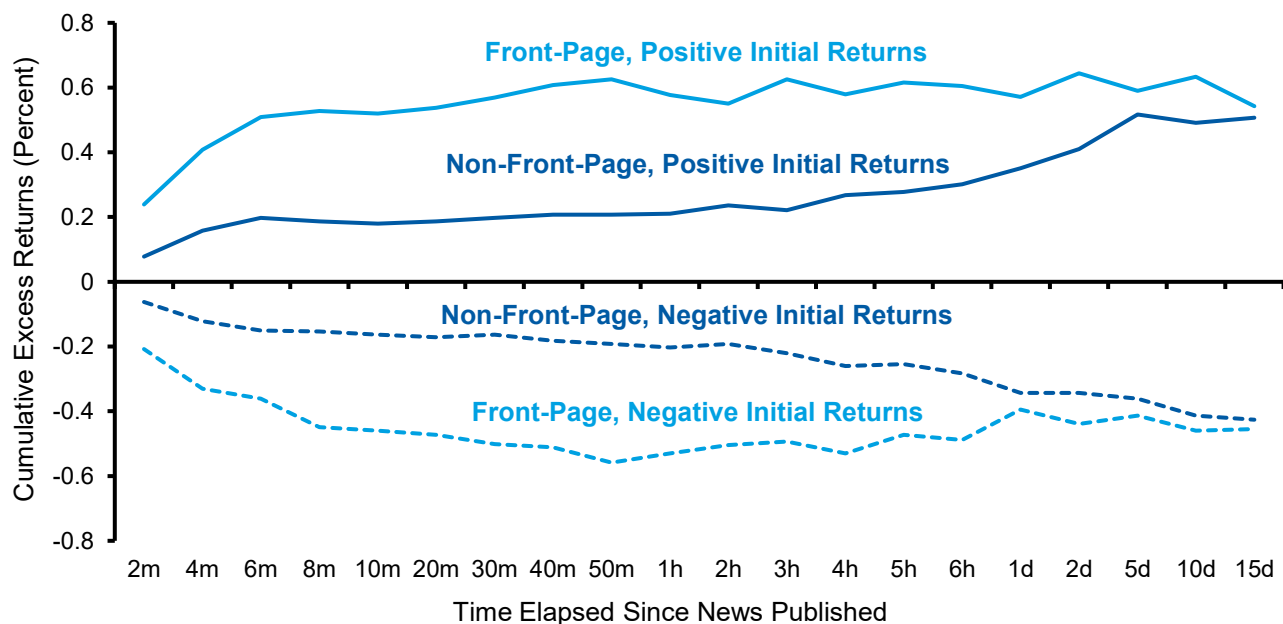 Cumulative Excess Returns (Percent)
0.8
0.6
0.4
0.2
0
-0.2
-0.4
-0.6
-0.8
Front-Page, Positive Initial Returns
Non-Front-Page, Positive Initial Returns
Non-Front-Page, Negative Initial Returns
Front-Page, Negative Initial Returns
2m 4m 6m 8m 10m 20m 30m 40m 50m 1h 2h 3h 4h 5h 6h 1d 2d 5d 10d 15d
Time Elapsed Since News Published